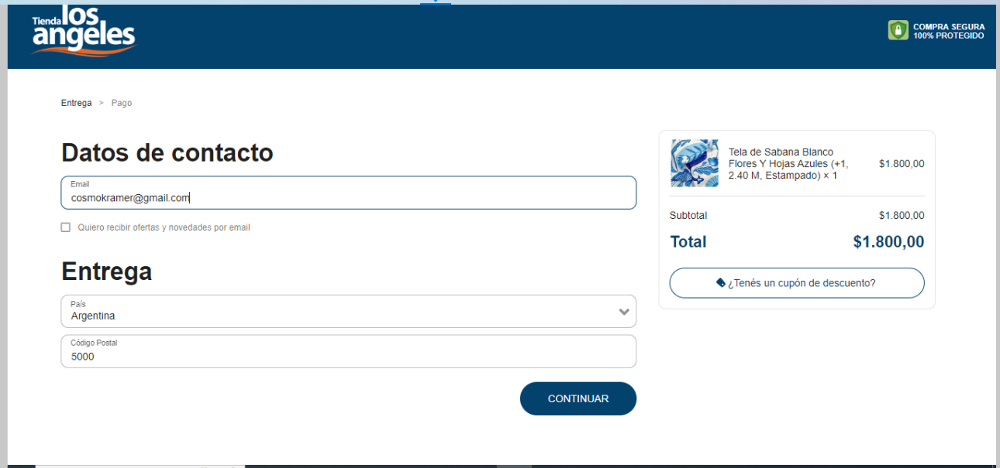 Tienda los
angeles
COMPRA SEGURA
100% PROTEGIDO
Entrega > Pago
Datos de contacto
Email
cosmokramer@gmail.com
Quiero recibir ofertas y novedades por email
Entrega
País
Argentina
Código Postal
5000
CONTINUAR
Tela de Sabana Blanco
Flores Y Hojas Azules (+1,
2.40 M, Estampado) × 1
$1.800,00
Subtotal $1.800,00
Total $1.800,00
¿Tenés un cupón de descuento?